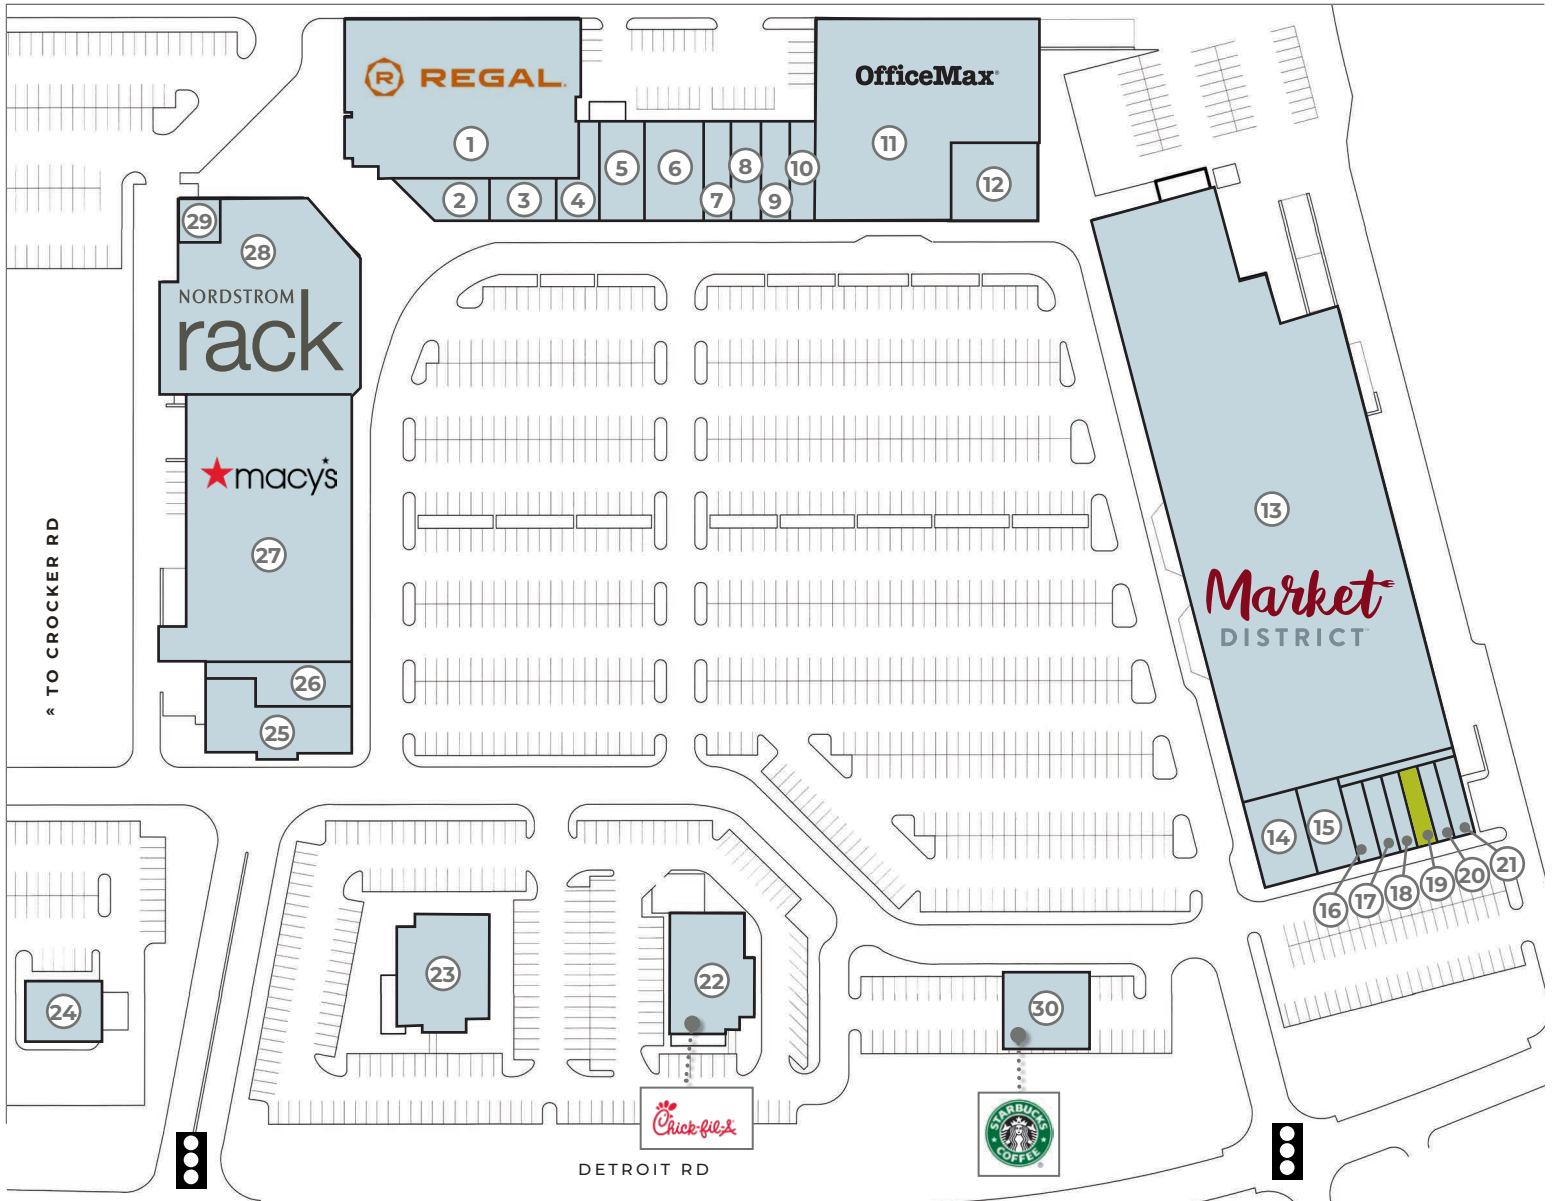 R REGAL
OfficeMax
1
11
5
6
8
10
2
3
4
7
9
12
29
28
NORDSTROM
rack
macy's
27
13
Market
DISTRICT
« TO CROCKER RD
26
25
14
15
16
17
18
19
20
21
24
23
22
30
Chick-fil-A
STARBUCKS
COFFEE
DETROIT RD